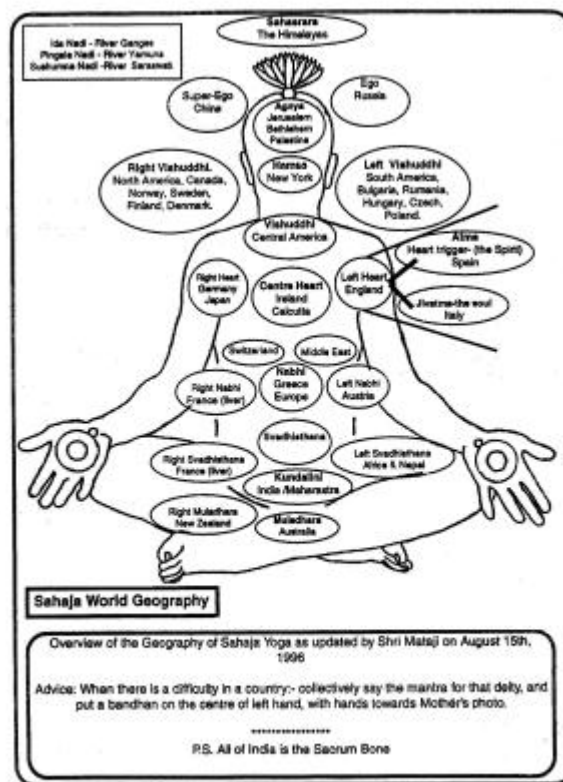 Sahasrara
The Himalayas
Ida Nadi - River Ganges
Pingala Nadi - River Yamuna
Sushumna Nadi -River Saraswati
Super-Ego
China
Ego
Russia
Agnya
Jerusalem
Bethlehem
Palestine
Hamsa
New York
Right Vishuddhi.
North America, Canada,
Norway, Sweden,
Finland, Denmark.
Left Vishuddhi
South America,
Bulgaria, Rumania,
Hungary, Czech,
Poland.
Vishuddhi
Central America
Atma
Heart trigger- (the Spirit)
Spain
Right Heart
Germany
Japan
Centre Heart
Ireland
Calcutta
Left Heart
England
Jivatma-the soul
Italy
Switzerland
Middle East
Right Nabhi
France (liver)
Nabhi
Greece
Europe
Left Nabhi
Austria
Svadhisthana
Right Svadhisthana
France (liver)
Left Svadhisthana
Africa & Nepal
Kundalini
India /Maharastra
Right Muladhara
New Zealand
Muladhara
Australia
Sahaja World Geography
Overview of the Geography of Sahaja Yoga as updated by Shri Mataji on August 15th,
1996
Advice: When there is a difficulty in a country:- collectively say the mantra for that deity, and
put a bandhan on the centre of left hand, with hands towards Mother's photo.
****************
P.S. All of India is the Sacrum Bone